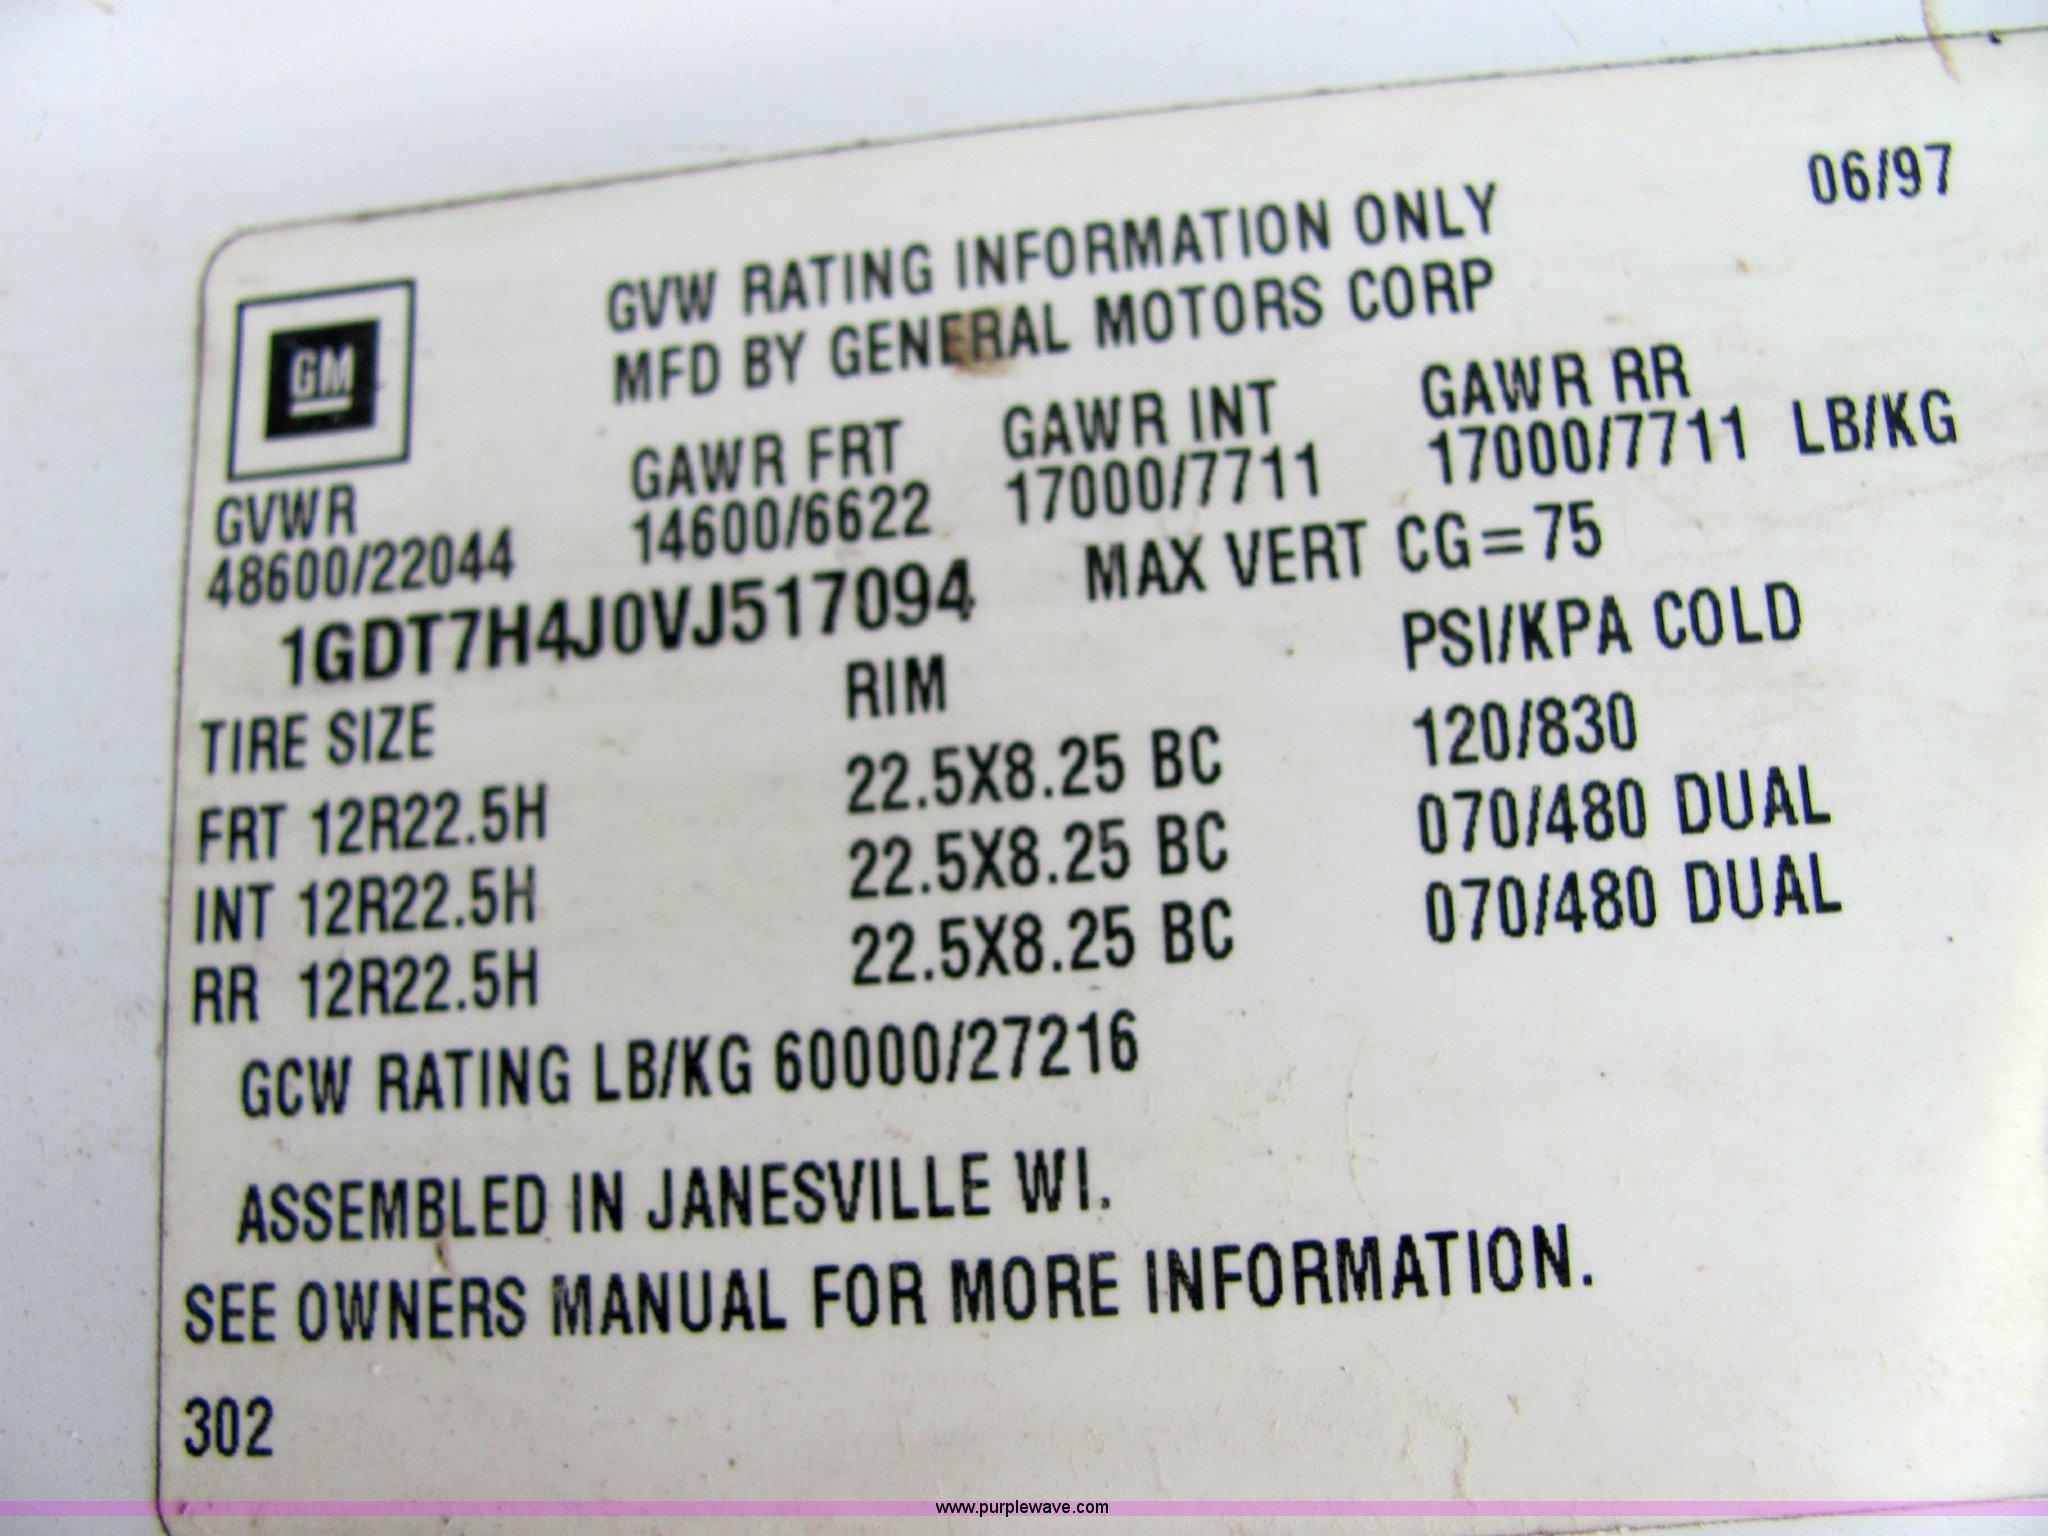 06/97
GM
GVW RATING INFORMATION ONLY
MFD BY GENERAL MOTORS CORP
GVWR GAWR FRT GAWR INT GAWR RR
48600/22044 14600/6622 17000/7711 17000/7711 LB/KG
1GDT7H4J0VJ517094 MAX VERT CG=75
TIRE SIZE RIM PSI/KPA COLD
FRT 12R22.5H 22.5X8.25 BC 120/830
INT 12R22.5H 22.5X8.25 BC 070/480 DUAL
RR 12R22.5H 22.5X8.25 BC 070/480 DUAL
GCW RATING LB/KG 60000/27216
ASSEMBLED IN JANESVILLE WI.
SEE OWNERS MANUAL FOR MORE INFORMATION.
302
www.purplewave.com